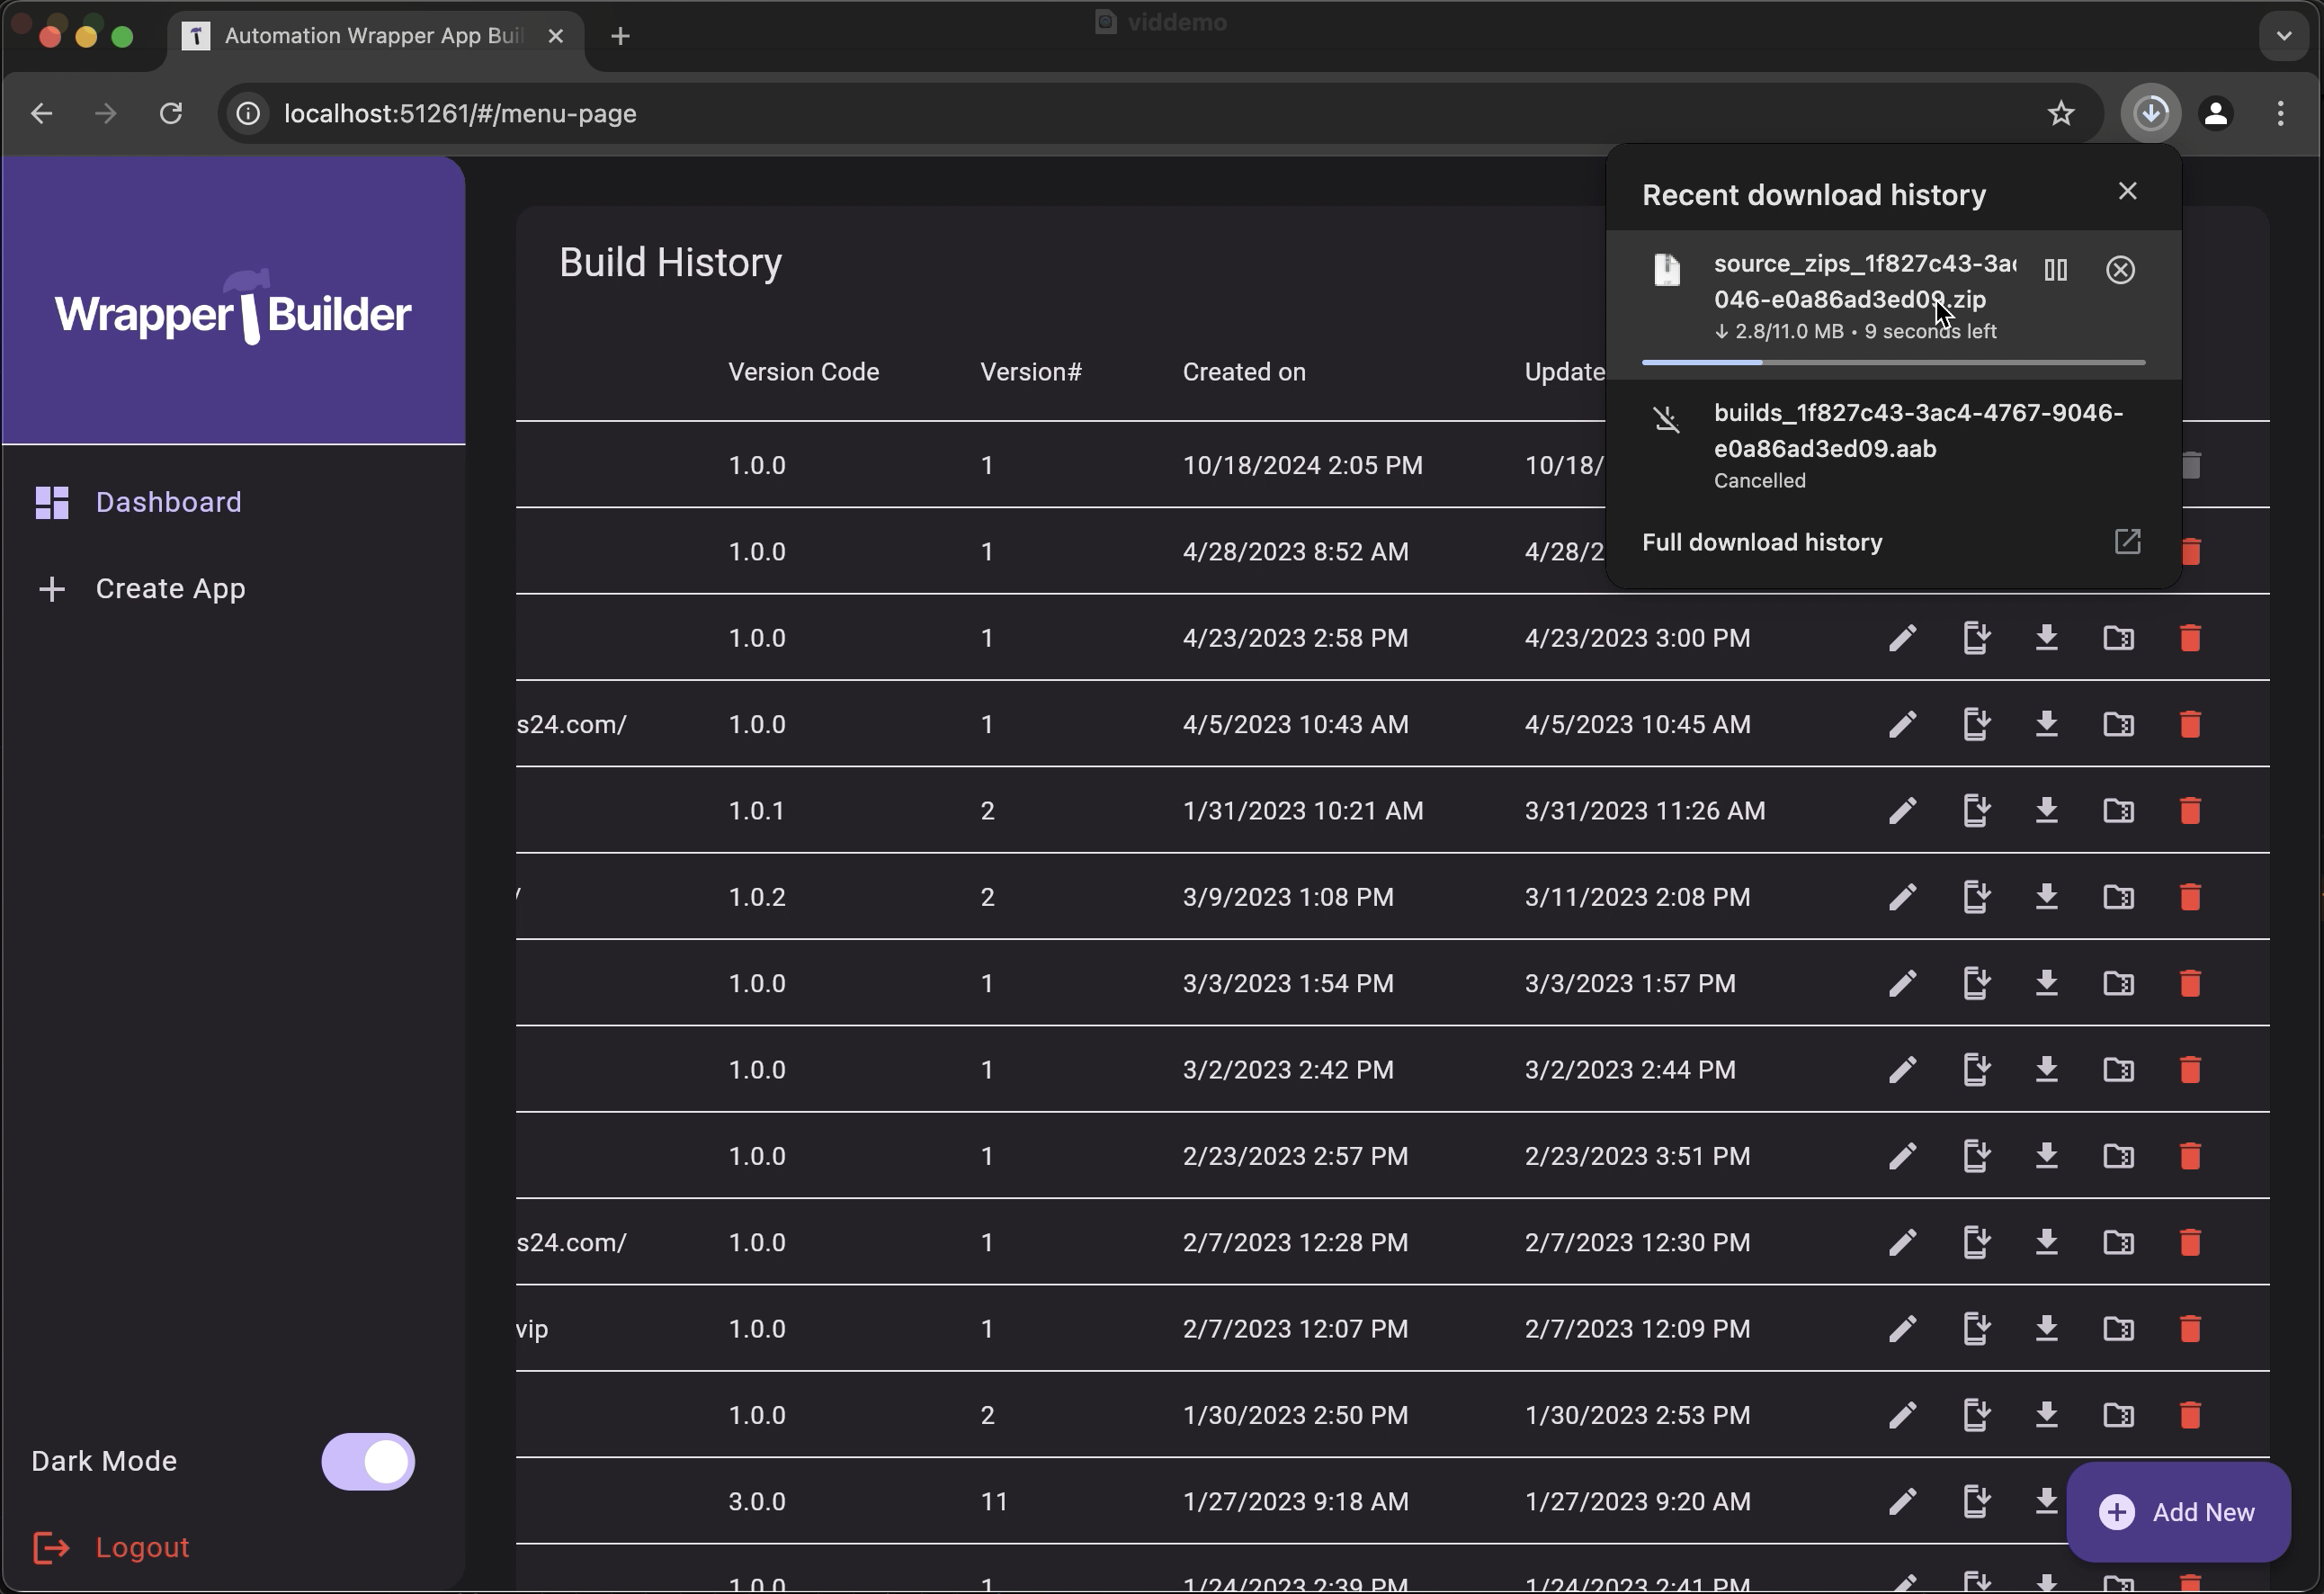 viddemo
Automation Wrapper App Buil
localhost:51261/#/menu-page
Wrapper Builder
Dashboard
Create App
Dark Mode
Logout
Recent download history
source_zips_1f827c43-3ac
046-e0a86ad3ed09.zip
2.8/11.0 MB • 9 seconds left
builds_1f827c43-3ac4-4767-9046-
e0a86ad3ed09.aab
Cancelled
Full download history
Build History
Version Code Version# Created on Update
1.0.0 1 10/18/2024 2:05 PM 10/18/
1.0.0 1 4/28/2023 8:52 AM 4/28/2
1.0.0 1 4/23/2023 2:58 PM 4/23/2023 3:00 PM
s24.com/ 1.0.0 1 4/5/2023 10:43 AM 4/5/2023 10:45 AM
1.0.1 2 1/31/2023 10:21 AM 3/31/2023 11:26 AM
/ 1.0.2 2 3/9/2023 1:08 PM 3/11/2023 2:08 PM
1.0.0 1 3/3/2023 1:54 PM 3/3/2023 1:57 PM
1.0.0 1 3/2/2023 2:42 PM 3/2/2023 2:44 PM
1.0.0 1 2/23/2023 2:57 PM 2/23/2023 3:51 PM
s24.com/ 1.0.0 1 2/7/2023 12:28 PM 2/7/2023 12:30 PM
vip 1.0.0 1 2/7/2023 12:07 PM 2/7/2023 12:09 PM
1.0.0 2 1/30/2023 2:50 PM 1/30/2023 2:53 PM
3.0.0 11 1/27/2023 9:18 AM 1/27/2023 9:20 AM
1.0.0 1 1/24/2023 2:39 PM 1/24/2023 2:41 PM
Add New